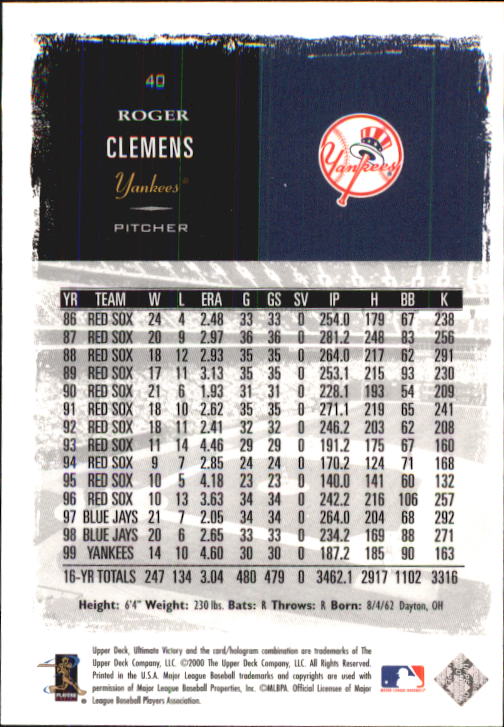 40
ROGER
CLEMENS
Yankees®
PITCHER
Yankees
YR TEAM W L ERA G GS SV IP H BB K
86 RED SOX 24 4 2.48 33 33 0 254.0 179 67 238
87 RED SOX 20 9 2.97 36 36 0 281.2 248 83 256
88 RED SOX 18 12 2.93 35 35 0 264.0 217 62 291
89 RED SOX 17 11 3.13 35 35 0 253.1 215 93 230
90 RED SOX 21 6 1.93 31 31 0 228.1 193 54 209
91 RED SOX 18 10 2.62 35 35 0 271.1 219 65 241
92 RED SOX 18 11 2.41 32 32 0 246.2 203 62 208
93 RED SOX 11 14 4.46 29 29 0 191.2 175 67 160
94 RED SOX 9 7 2.85 24 24 0 170.2 124 71 168
95 RED SOX 10 5 4.18 23 23 0 140.0 141 60 132
96 RED SOX 10 13 3.63 34 34 0 242.2 216 106 257
97 BLUE JAYS 21 7 2.05 34 34 0 264.0 204 68 292
98 BLUE JAYS 20 6 2.65 33 33 0 234.2 169 88 271
99 YANKEES 14 10 4.60 30 30 0 187.2 185 90 163
16-YR TOTALS 247 134 3.04 480 479 0 3462.1 2917 1102 3316
Height: 6'4" Weight: 230 lbs. Bats: R Throws: R Born: 8/4/62 Dayton, OH
Upper Deck, Ultimate Victory and the card/hologram combination are trademarks of The
Upper Deck Company, LLC. ©2000 The Upper Deck Company, LLC. All Rights Reserved.
Printed in the U.S.A. Major League Baseball trademarks and copyrights are used with
permission of Major League Baseball Properties, Inc. ©MLBPA. Official Licensee of Major
League Baseball Players Association.
PLAYERS
MAJOR LEAGUE BASEBALL